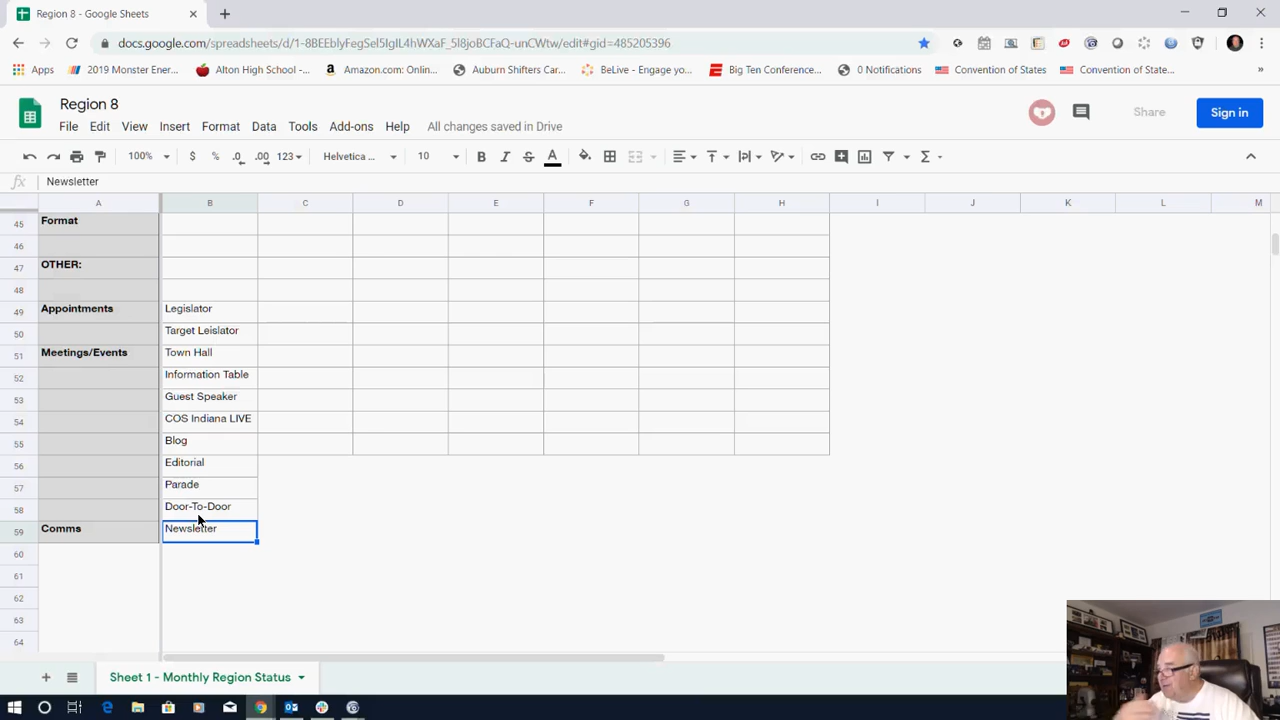 Region 8 - Google Sheets
docs.google.com/spreadsheets/d/1-8BEEblyFegSel5IgIL4hWXaF_5l8joBCFaQ-unCWtw/edit#gid=485205396
Apps 2019 Monster Ener... Alton High School -... Amazon.com: Onlin... Auburn Shifters Car... BeLive - Engage yo... Big Ten Conference... 0 Notifications Convention of States Convention of State... »
Region 8
File Edit View Insert Format Data Tools Add-ons Help All changes saved in Drive
Share Sign in
100% $ % .0 .00 123 Helvetica ... 10 B I S A Σ
fx Newsletter
A B C D E F G H I J K L M
45 Format
46
47 OTHER:
48
49 Appointments Legislator
50 Target Leislator
51 Meetings/Events Town Hall
52 Information Table
53 Guest Speaker
54 COS Indiana LIVE
55 Blog
56 Editorial
57 Parade
58 Door-To-Door
59 Comms Newsletter
60
61
62
63
64
Sheet 1 - Monthly Region Status